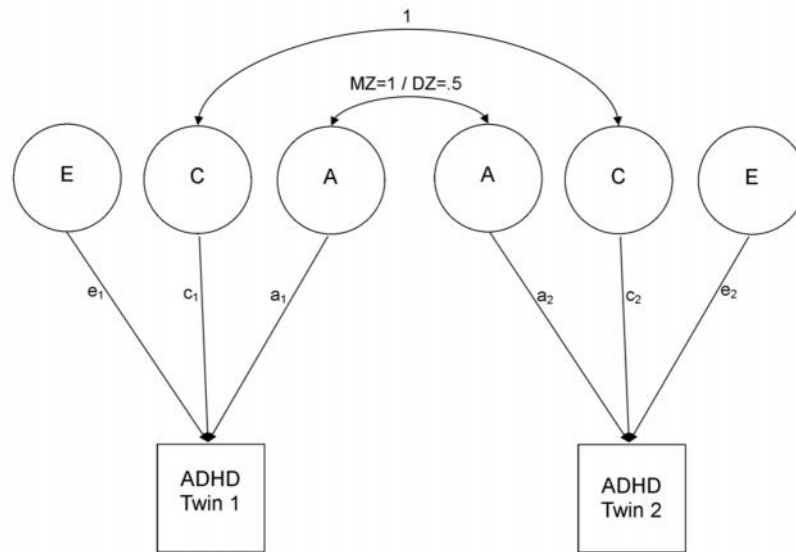 1
MZ=1 / DZ=.5
E
C
A
A
C
E
e₁
c₁
a₁
a₂
c₂
e₂
ADHD
Twin 1
ADHD
Twin 2